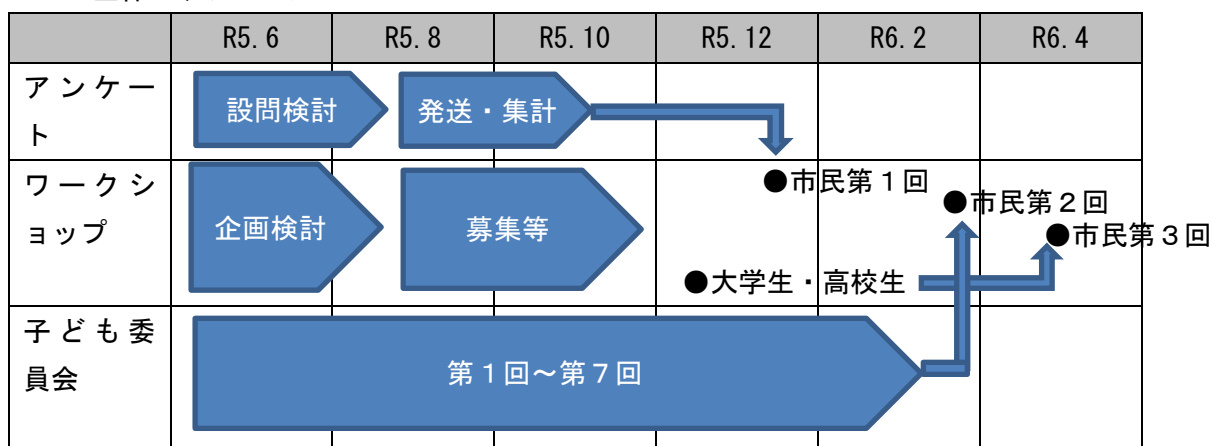 R5.6 R5.8 R5.10 R5.12 R6.2 R6.4
アンケー
ト
設問検討 発送・集計
ワークシ
ョップ
企画検討 募集等
●市民第1回
●市民第2回
●市民第3回
●大学生・高校生
子ども委
員会
第1回～第7回